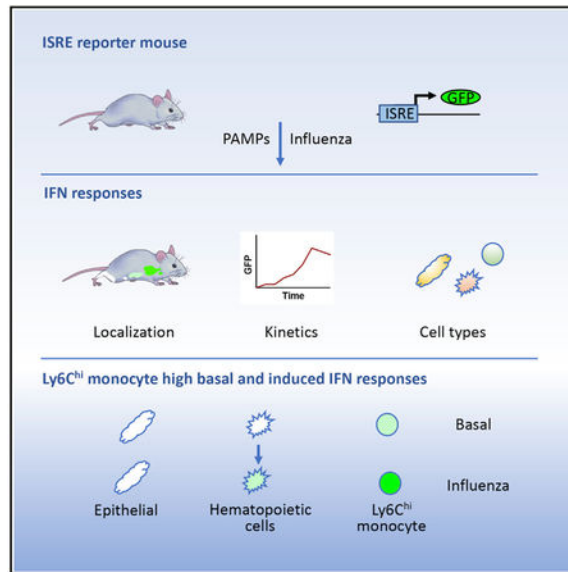 ISRE reporter mouse
ISRE GFP
PAMPs Influenza
IFN responses
GFP
Time
Localization Kinetics Cell types
Ly6Chi monocyte high basal and induced IFN responses
Basal
Influenza
Epithelial Hematopoietic Ly6Chi
cells monocyte